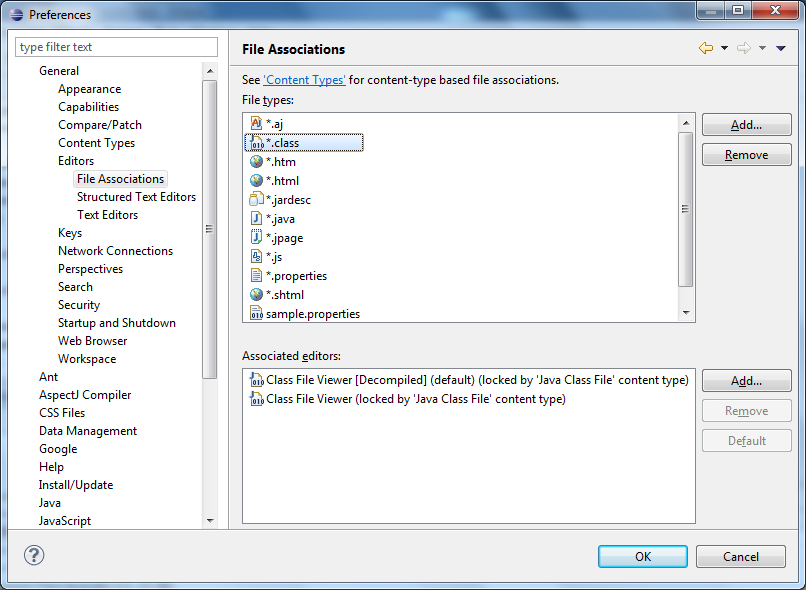 Preferences
type filter text
General
Appearance
Capabilities
Compare/Patch
Content Types
Editors
File Associations
Structured Text Editors
Text Editors
Keys
Network Connections
Perspectives
Search
Security
Startup and Shutdown
Web Browser
Workspace
Ant
AspectJ Compiler
CSS Files
Data Management
Google
Help
Install/Update
Java
JavaScript
File Associations
See 'Content Types' for content-type based file associations.
File types:
*.aj
*.class
*.htm
*.html
*.jardesc
*.java
*.jpage
*.js
*.properties
*.shtml
sample.properties
Add...
Remove
Associated editors:
Class File Viewer [Decompiled] (default) (locked by 'Java Class File' content type)
Class File Viewer (locked by 'Java Class File' content type)
Add...
Remove
Default
?
OK
Cancel